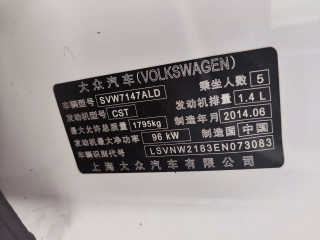 大众汽车(VOLKSWAGEN)
车辆型号 SVW7147ALD 乘坐人数 5
发动机型号 CST 发动机排量 1.4 L
最大允许总质量 1795kg 制造年月 2014.06
发动机最大净功率 96 kW 制造国 中国
车辆识别代号 LSVNW2183EN073083
上海大众汽车有限公司